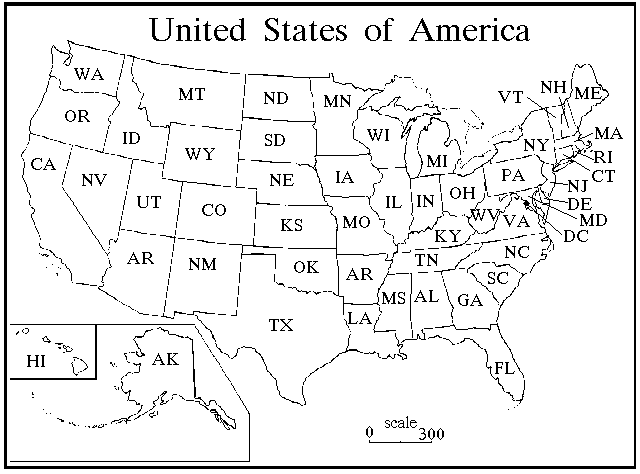 United States of America
WA
MT
ND
MN
VT
NH
ME
OR
ID
WY
SD
WI
MI
NY
MA
RI
CT
CA
NV
UT
CO
NE
IA
IL
IN
OH
PA
NJ
DE
MD
DC
KS
MO
KY
WV
VA
AR
NM
OK
AR
TN
NC
SC
TX
LA
MS
AL
GA
FL
HI
AK
scale
0 300